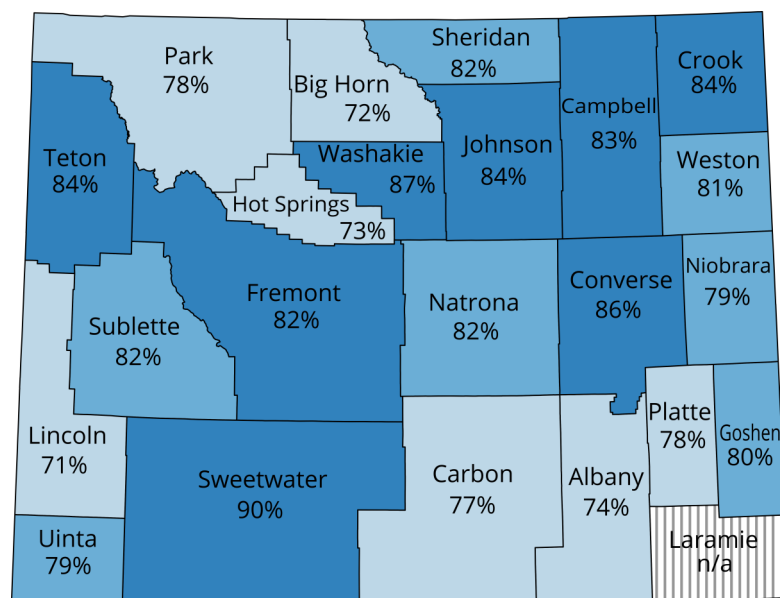 Park
78%
Big Horn
72%
Sheridan
82%
Campbell
83%
Crook
84%
Teton
84%
Washakie
87%
Johnson
84%
Weston
81%
Hot Springs
73%
Fremont
82%
Sublette
82%
Natrona
82%
Converse
86%
Niobrara
79%
Lincoln
71%
Sweetwater
90%
Carbon
77%
Albany
74%
Platte
78%
Goshen
80%
Uinta
79%
Laramie
n/a